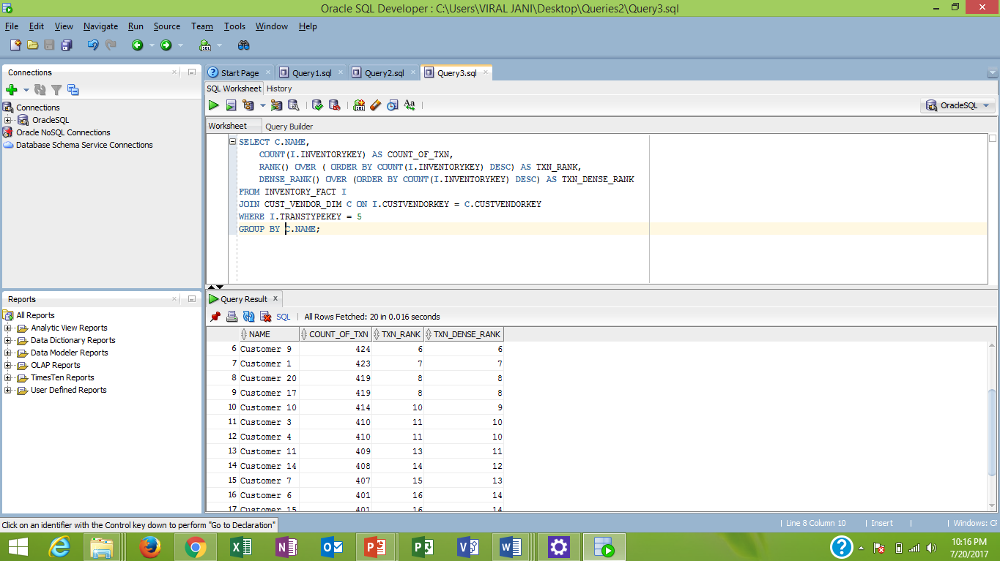 Oracle SQL Developer : C:\Users\VIRAL JANI\Desktop\Queries2\Query3.sql
File Edit View Navigate Run Source Team Tools Window Help
Connections
Connections
OracleSQL
Oracle NoSQL Connections
Database Schema Service Connections
Reports
All Reports
Analytic View Reports
Data Dictionary Reports
Data Modeler Reports
OLAP Reports
TimesTen Reports
User Defined Reports
Start Page Query1.sql Query2.sql Query3.sql
SQL Worksheet History
OracleSQL
Worksheet Query Builder
SELECT C.NAME,
COUNT(I.INVENTORYKEY) AS COUNT_OF_TXN,
RANK() OVER ( ORDER BY COUNT(I.INVENTORYKEY) DESC) AS TXN_RANK,
DENSE_RANK() OVER (ORDER BY COUNT(I.INVENTORYKEY) DESC) AS TXN_DENSE_RANK
FROM INVENTORY_FACT I
JOIN CUST_VENDOR_DIM C ON I.CUSTVENDORKEY = C.CUSTVENDORKEY
WHERE I.TRANSTYPEKEY = 5
GROUP BY C.NAME;
Query Result x
SQL | All Rows Fetched: 20 in 0.016 seconds
NAME COUNT_OF_TXN TXN_RANK TXN_DENSE_RANK
6 Customer 9 424 6 6
7 Customer 1 423 7 7
8 Customer 20 419 8 8
9 Customer 17 419 8 8
10 Customer 10 414 10 9
11 Customer 3 410 11 10
12 Customer 4 410 11 10
13 Customer 11 409 13 11
14 Customer 14 408 14 12
15 Customer 7 407 15 13
16 Customer 6 401 16 14
17 Customer 15 401 16 14
Click on an identifier with the Control key down to perform "Go to Declaration"
| Line 8 Column 10 | Insert | | Windows: CF
10:16 PM
7/20/2017